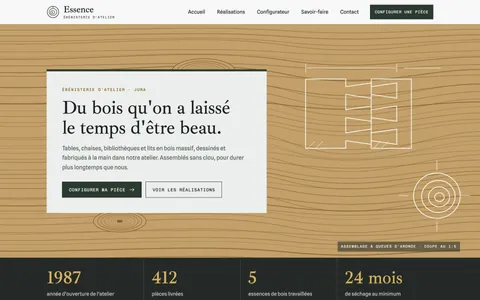 Essence
ÉBÉNISTERIE D'ATELIER
Accueil
Réalisations
Configurateur
Savoir-faire
Contact
CONFIGURER UNE PIÈCE
ÉBÉNISTERIE D'ATELIER · JURA
Du bois qu'on a laissé
le temps d'être beau.
Tables, chaises, bibliothèques et lits en bois massif, dessinés et
fabriqués à la main dans notre atelier. Assemblés sans clou, pour durer
plus longtemps que nous.
CONFIGURER MA PIÈCE →
VOIR LES RÉALISATIONS
ASSEMBLAGE À QUEUES D'ARONDE · COUPE AU 1:5
1987
année d'ouverture de l'atelier
412
pièces livrées
5
essences de bois travaillées
24 mois
de séchage au minimum